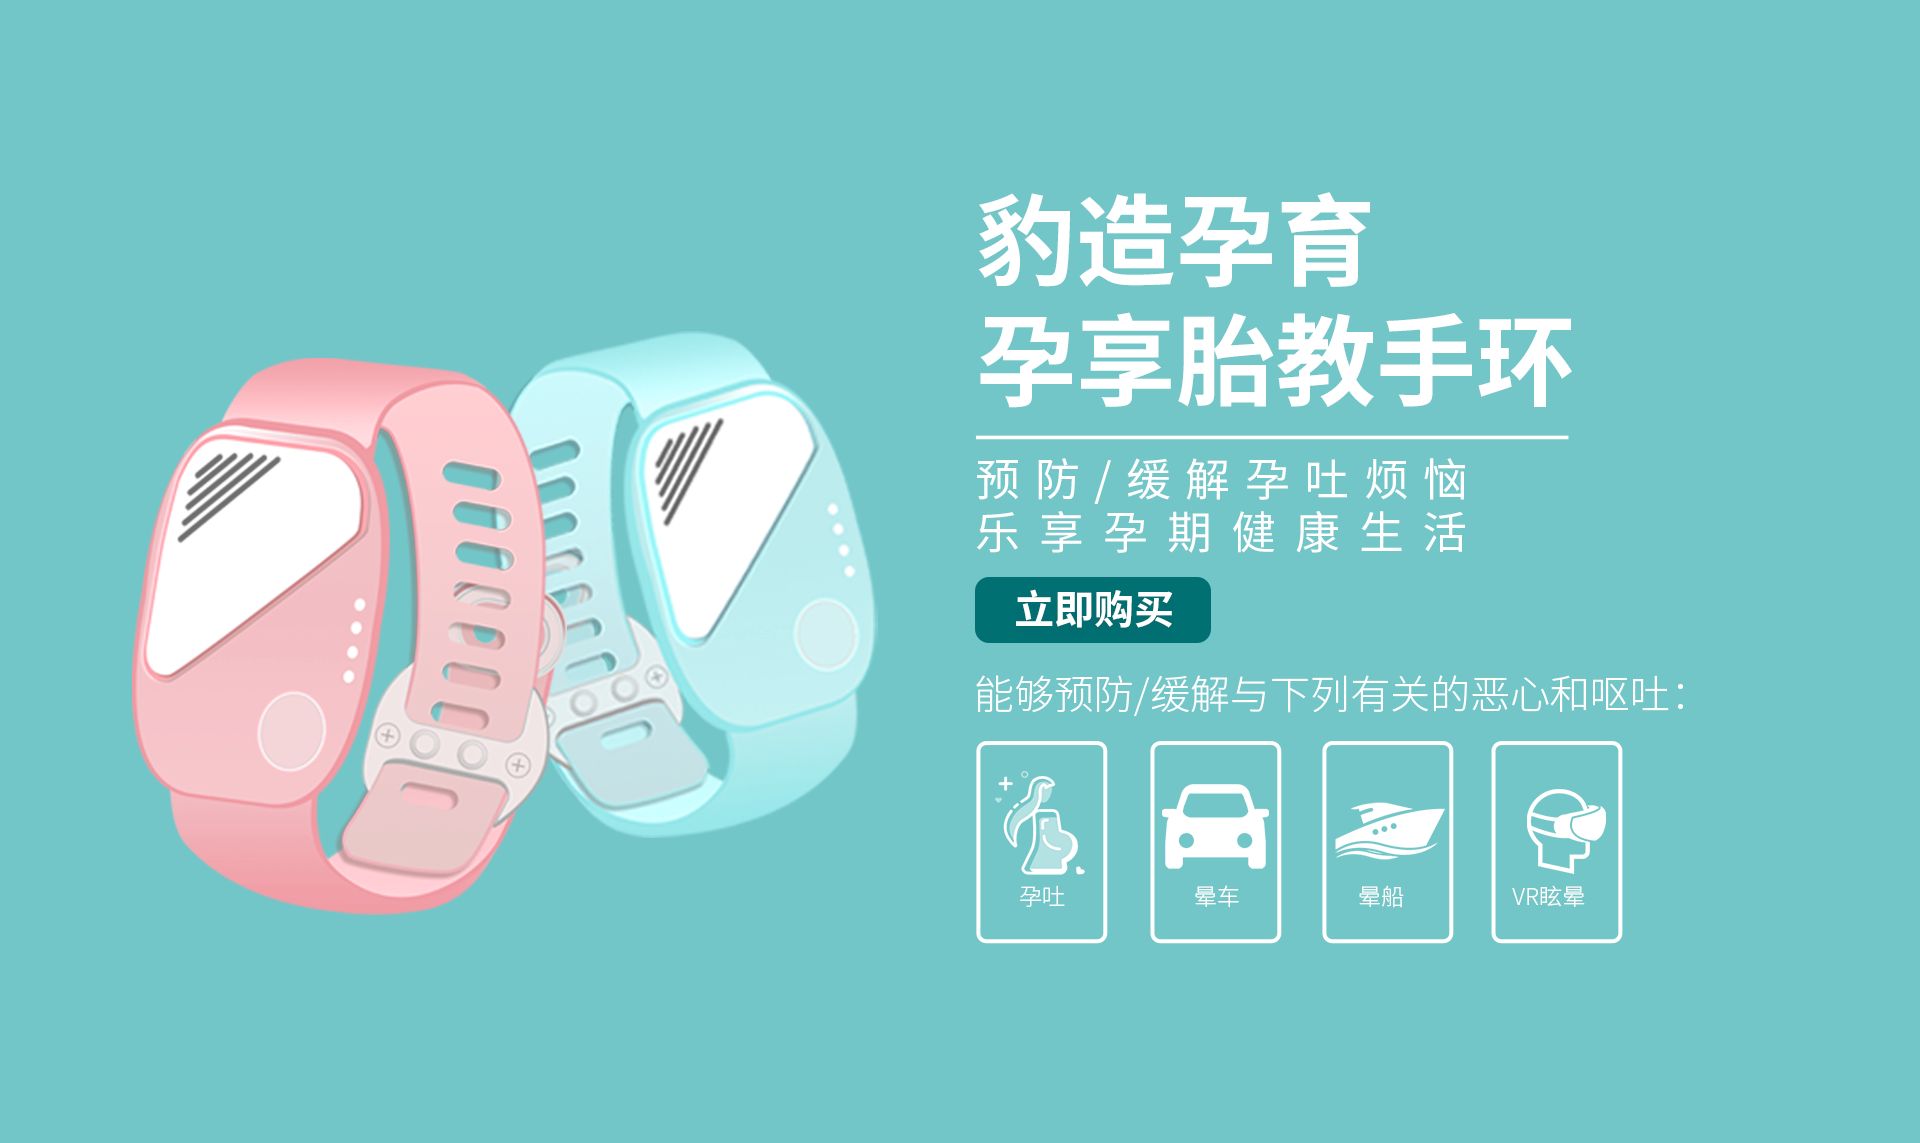 豹造孕育
孕享胎教手环
预防/缓解孕吐烦恼
乐享孕期健康生活
立即购买
能够预防/缓解与下列有关的恶心和呕吐：
孕吐
晕车
晕船
VR眩晕